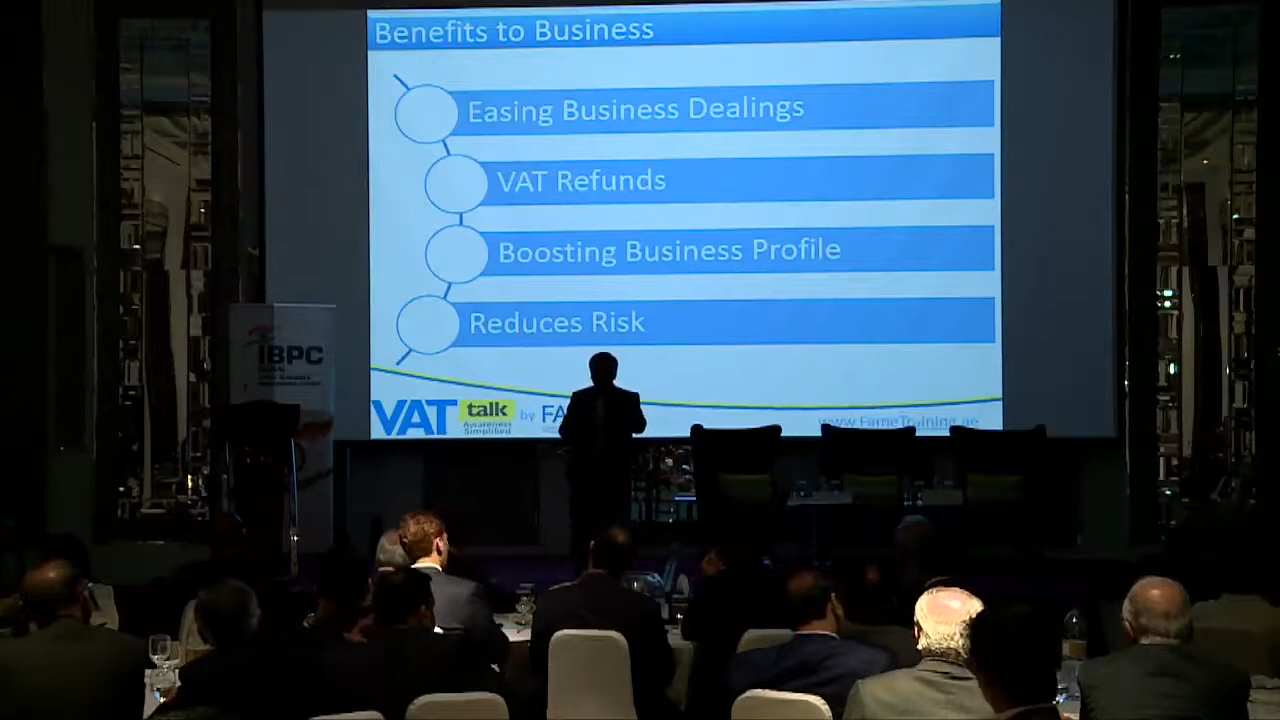 Benefits to Business
Easing Business Dealings
VAT Refunds
Boosting Business Profile
Reduces Risk
VAT talk by FA
Awareness
Simplified
www.FameTraining.ae
IBPC